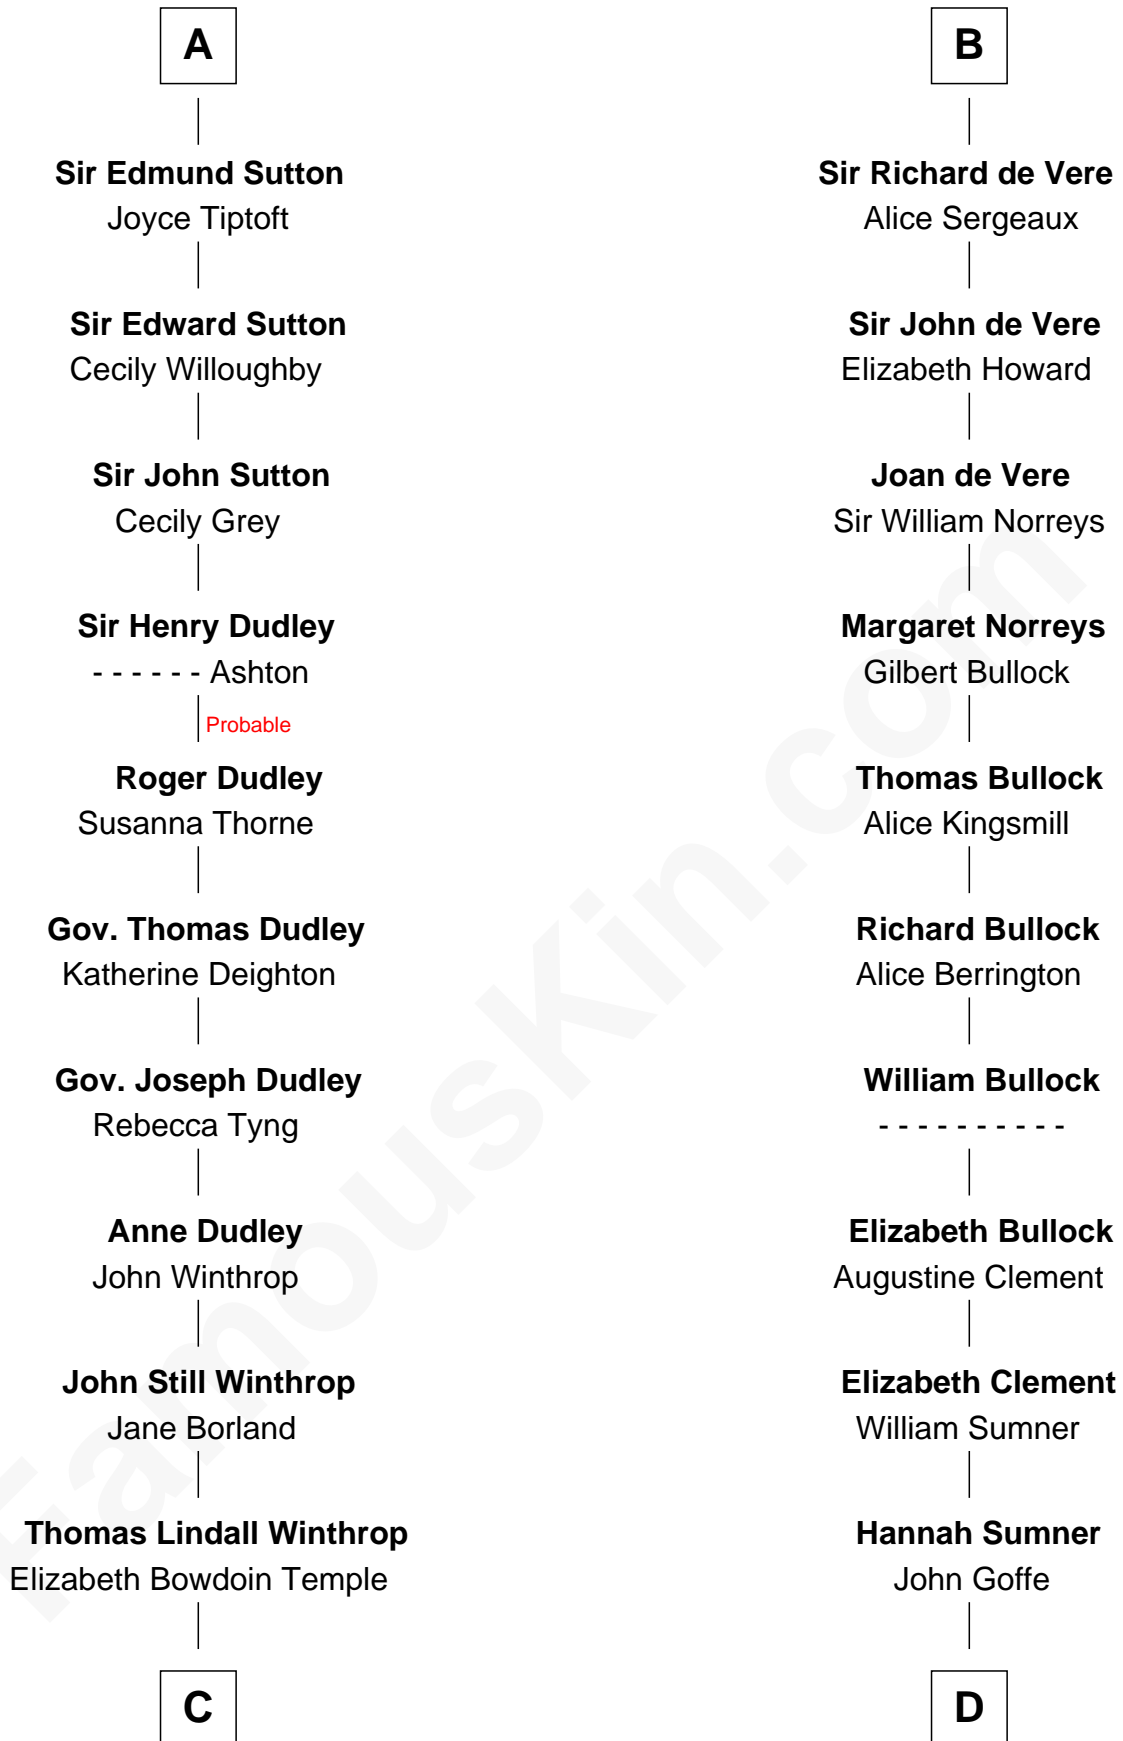 A
Sir Edmund Sutton
Joyce Tiptoft
Sir Edward Sutton
Cecily Willoughby
Sir John Sutton
Cecily Grey
Sir Henry Dudley
- - - - - - Ashton
Probable
Roger Dudley
Susanna Thorne
Gov. Thomas Dudley
Katherine Deighton
Gov. Joseph Dudley
Rebecca Tyng
Anne Dudley
John Winthrop
John Still Winthrop
Jane Borland
Thomas Lindall Winthrop
Elizabeth Bowdoin Temple
C
B
Sir Richard de Vere
Alice Sergeaux
Sir John de Vere
Elizabeth Howard
Joan de Vere
Sir William Norreys
Margaret Norreys
Gilbert Bullock
Thomas Bullock
Alice Kingsmill
Richard Bullock
Alice Berrington
William Bullock
- - - - - - - - - -
Elizabeth Bullock
Augustine Clement
Elizabeth Clement
William Sumner
Hannah Sumner
John Goffe
D
FamousKin.com